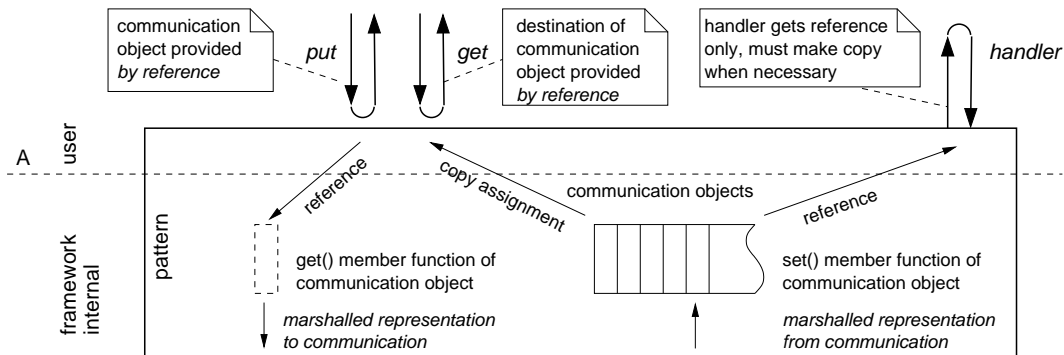 communication
object provided
by reference
put
get
destination of
communication
object provided
by reference
handler gets reference
only, must make copy
when necessary
handler
A
user
reference
copy assignment
communication objects
reference
framework
internal
pattern
get() member function of
communication object
set() member function of
communication object
marshalled representation
to communication
marshalled representation
from communication